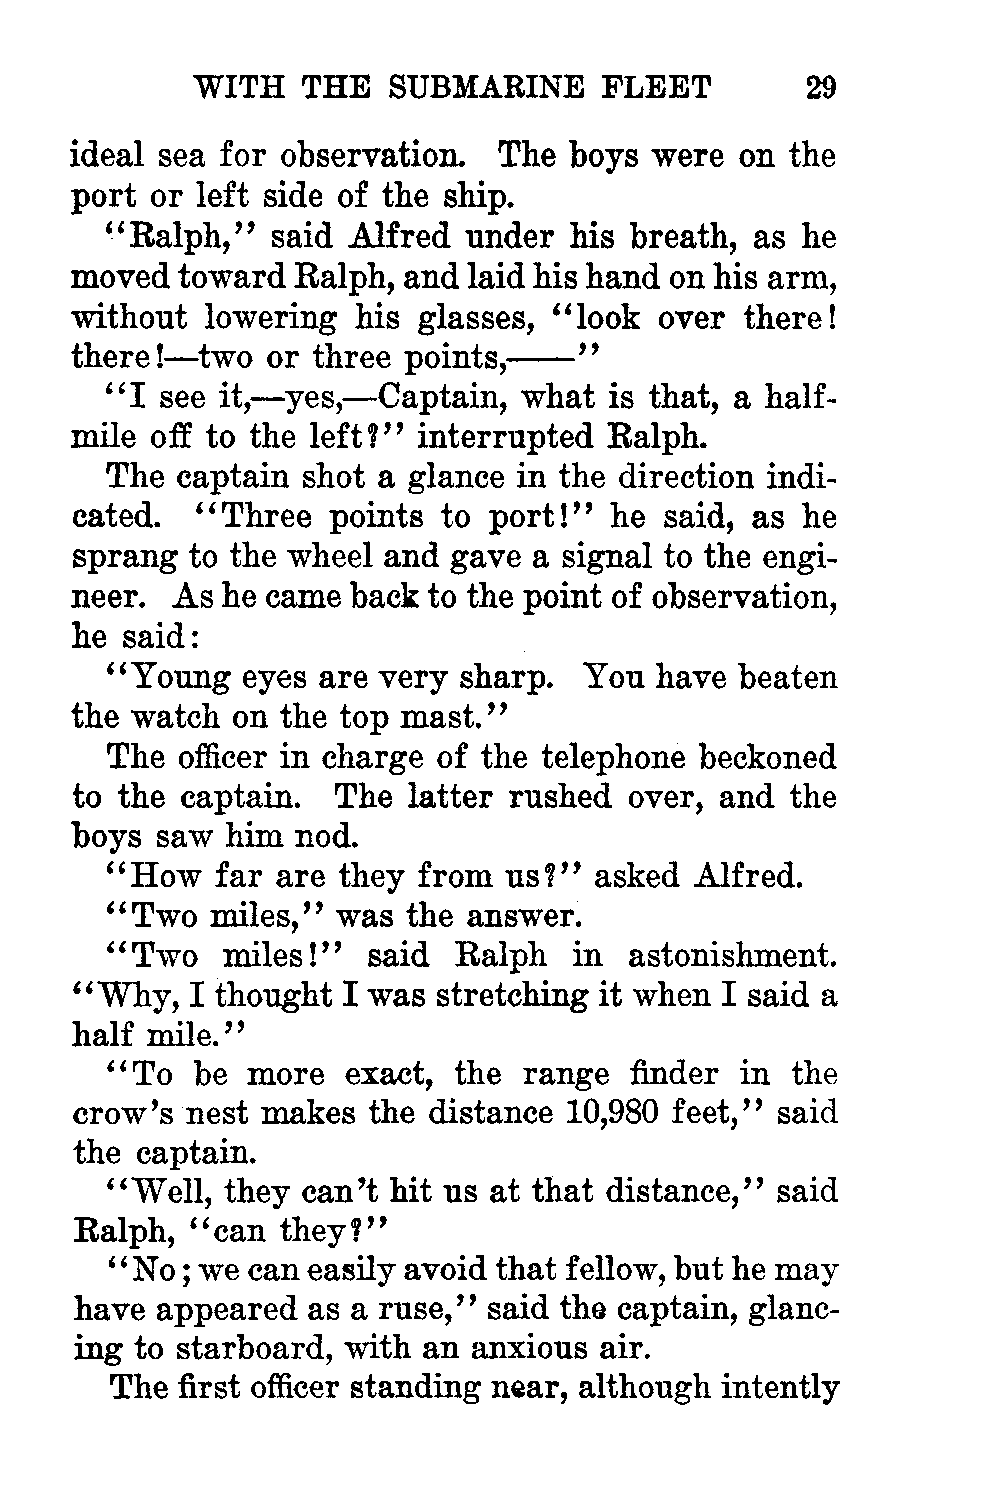 WITH THE SUBMARINE FLEET 29
ideal sea for observation. The boys were on the
port or left side of the ship.
"Ralph," said Alfred under his breath, as he
moved toward Ralph, and laid his hand on his arm,
without lowering his glasses, "look over there!
there!—two or three points,——"
"I see it,—yes,—Captain, what is that, a half-
mile off to the left?" interrupted Ralph.
The captain shot a glance in the direction indi-
cated. "Three points to port!" he said, as he
sprang to the wheel and gave a signal to the engi-
neer. As he came back to the point of observation,
he said:
"Young eyes are very sharp. You have beaten
the watch on the top mast."
The officer in charge of the telephone beckoned
to the captain. The latter rushed over, and the
boys saw him nod.
"How far are they from us?" asked Alfred.
"Two miles," was the answer.
"Two miles!" said Ralph in astonishment.
"Why, I thought I was stretching it when I said a
half mile."
"To be more exact, the range finder in the
crow's nest makes the distance 10,980 feet," said
the captain.
"Well, they can't hit us at that distance," said
Ralph, "can they?"
"No; we can easily avoid that fellow, but he may
have appeared as a ruse," said the captain, glanc-
ing to starboard, with an anxious air.
The first officer standing near, although intently